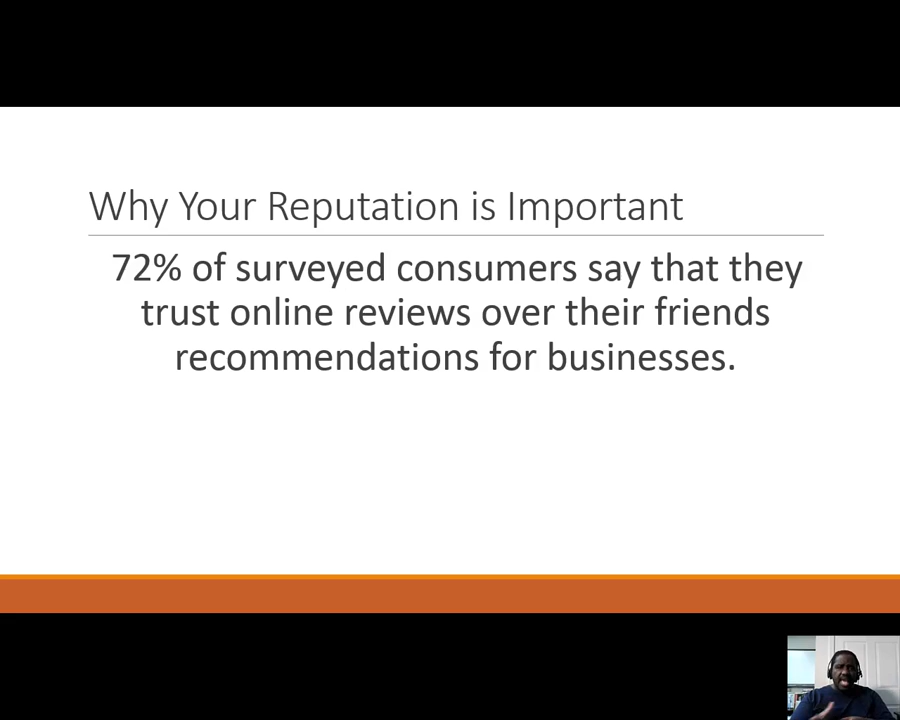 Why Your Reputation is Important
72% of surveyed consumers say that they
trust online reviews over their friends
recommendations for businesses.